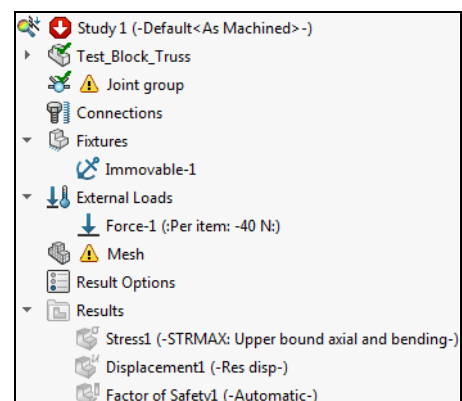 Study 1 (-Default<As Machined>-)
Test_Block_Truss
Joint group
Connections
Fixtures
Immovable-1
External Loads
Force-1 (:Per item: -40 N:)
Mesh
Result Options
Results
Stress1 (-STRMAX: Upper bound axial and bending-)
Displacement1 (-Res disp-)
Factor of Safety1 (-Automatic-)